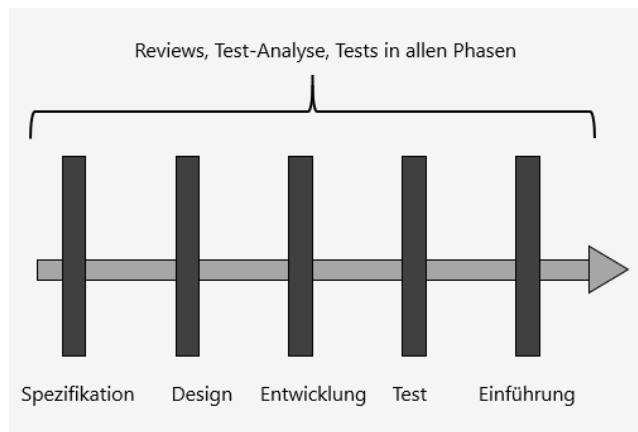 Reviews, Test-Analyse, Tests in allen Phasen
Spezifikation Design Entwicklung Test Einführung